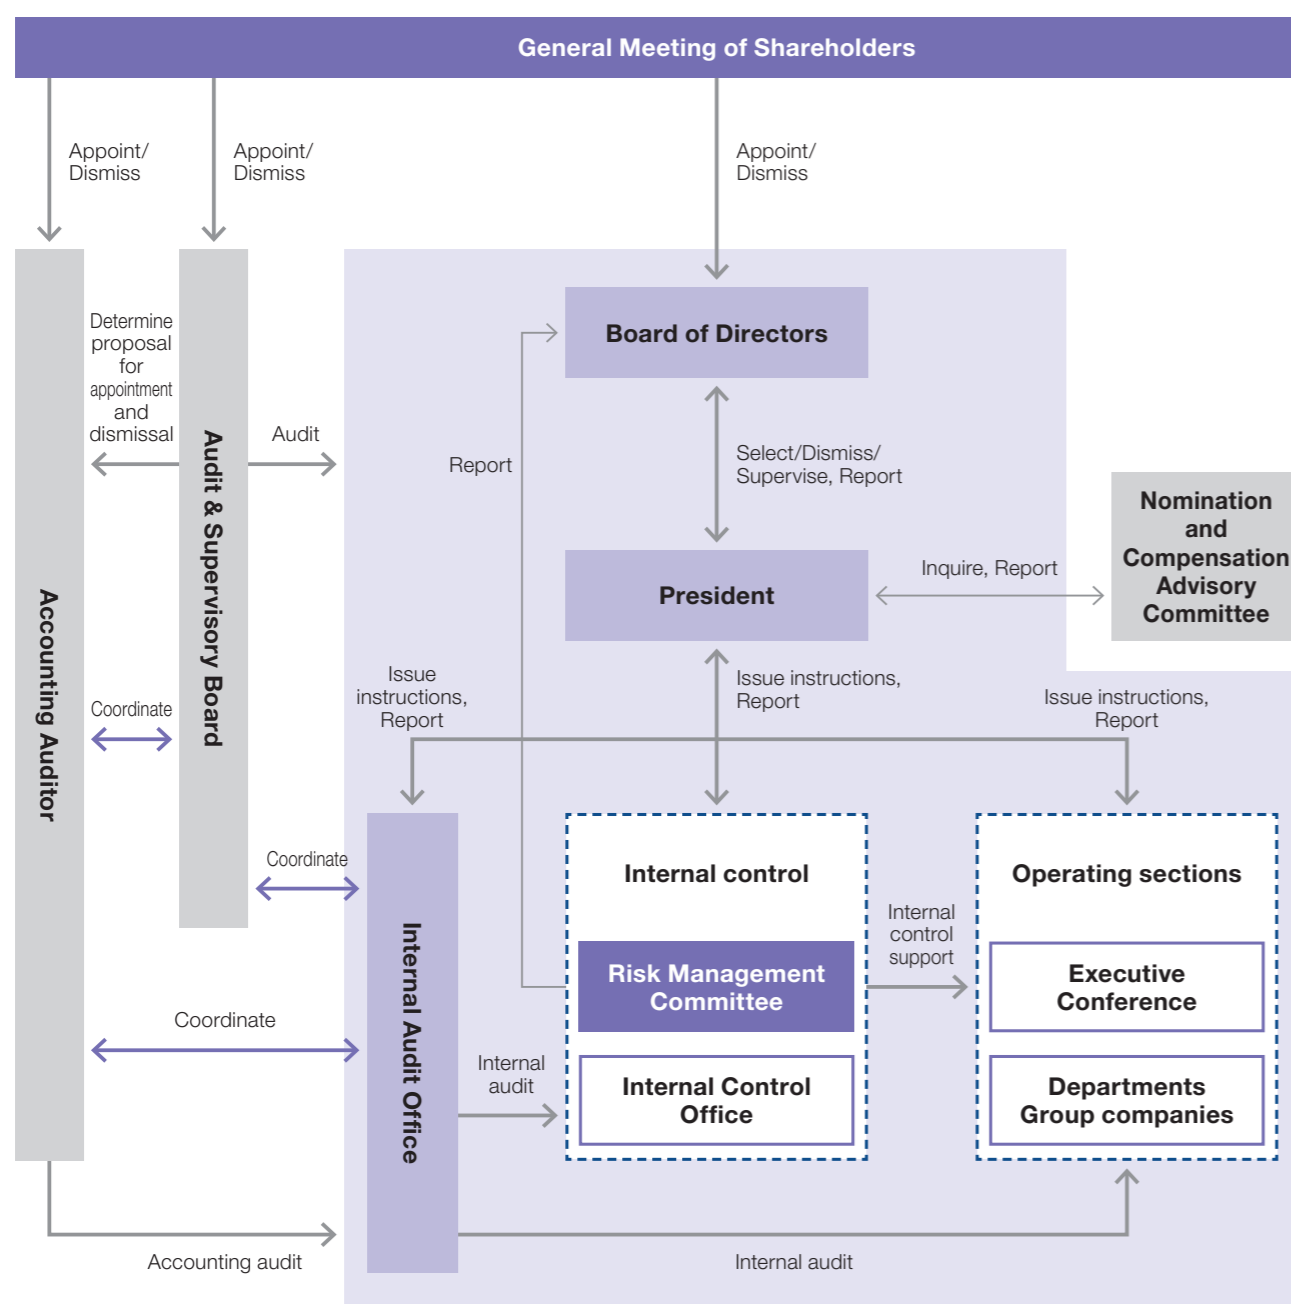 General Meeting of Shareholders
Appoint/
Dismiss
Appoint/
Dismiss
Appoint/
Dismiss
Determine
proposal
for
appointment
and
dismissal
Audit
Board of Directors
Report
Select/Dismiss/
Supervise, Report
Nomination
and
Compensation
Advisory
Committee
Inquire, Report
President
Accounting Auditor
Audit & Supervisory Board
Coordinate
Issue
instructions,
Report
Issue instructions,
Report
Issue instructions,
Report
Coordinate
Internal Audit Office
Internal control
Operating sections
Internal
control
support
Risk Management
Committee
Executive
Conference
Coordinate
Internal
audit
Internal Control
Office
Departments
Group companies
Accounting audit
Internal audit